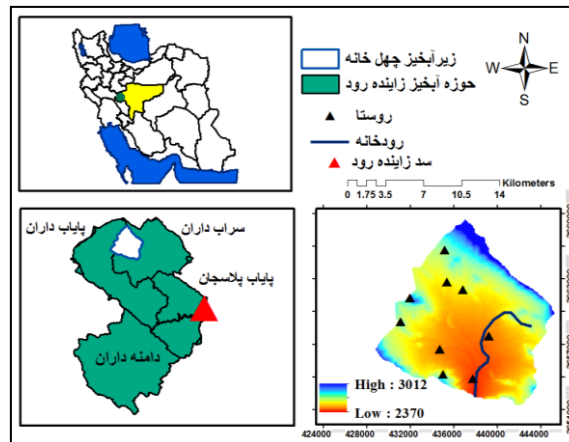 زیرآبخیز چهل خانه
حوزه آبخیز زاینده رود
روستا
رودخانه
سد زاینده رود
N
W E
S
Kilometers
0 1.75 3.5 7 10.5 14
پایاب داران
سراب داران
پایاب پلاسجان
دامنه داران
High : 3012
Low : 2370
424000 428000 432000 436000 440000 444000